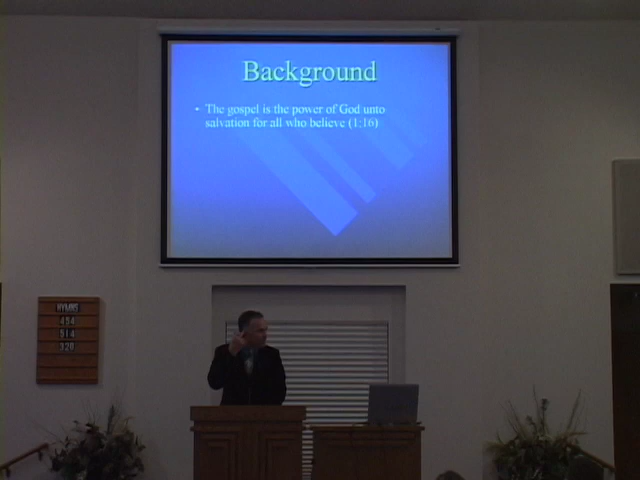 Background
• The gospel is the power of God unto
salvation for all who believe (1:16)
HYMNS
454
514
320